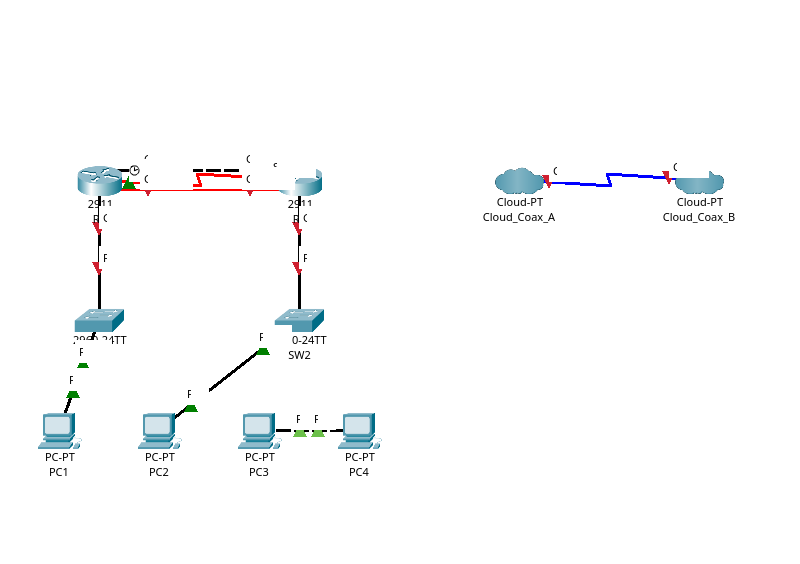 2911
2911
Cloud-PT
Cloud_Coax_A
Cloud-PT
Cloud_Coax_B
0-24TT
SW2
PC-PT
PC1
PC-PT
PC2
PC-PT
PC3
PC-PT
PC4